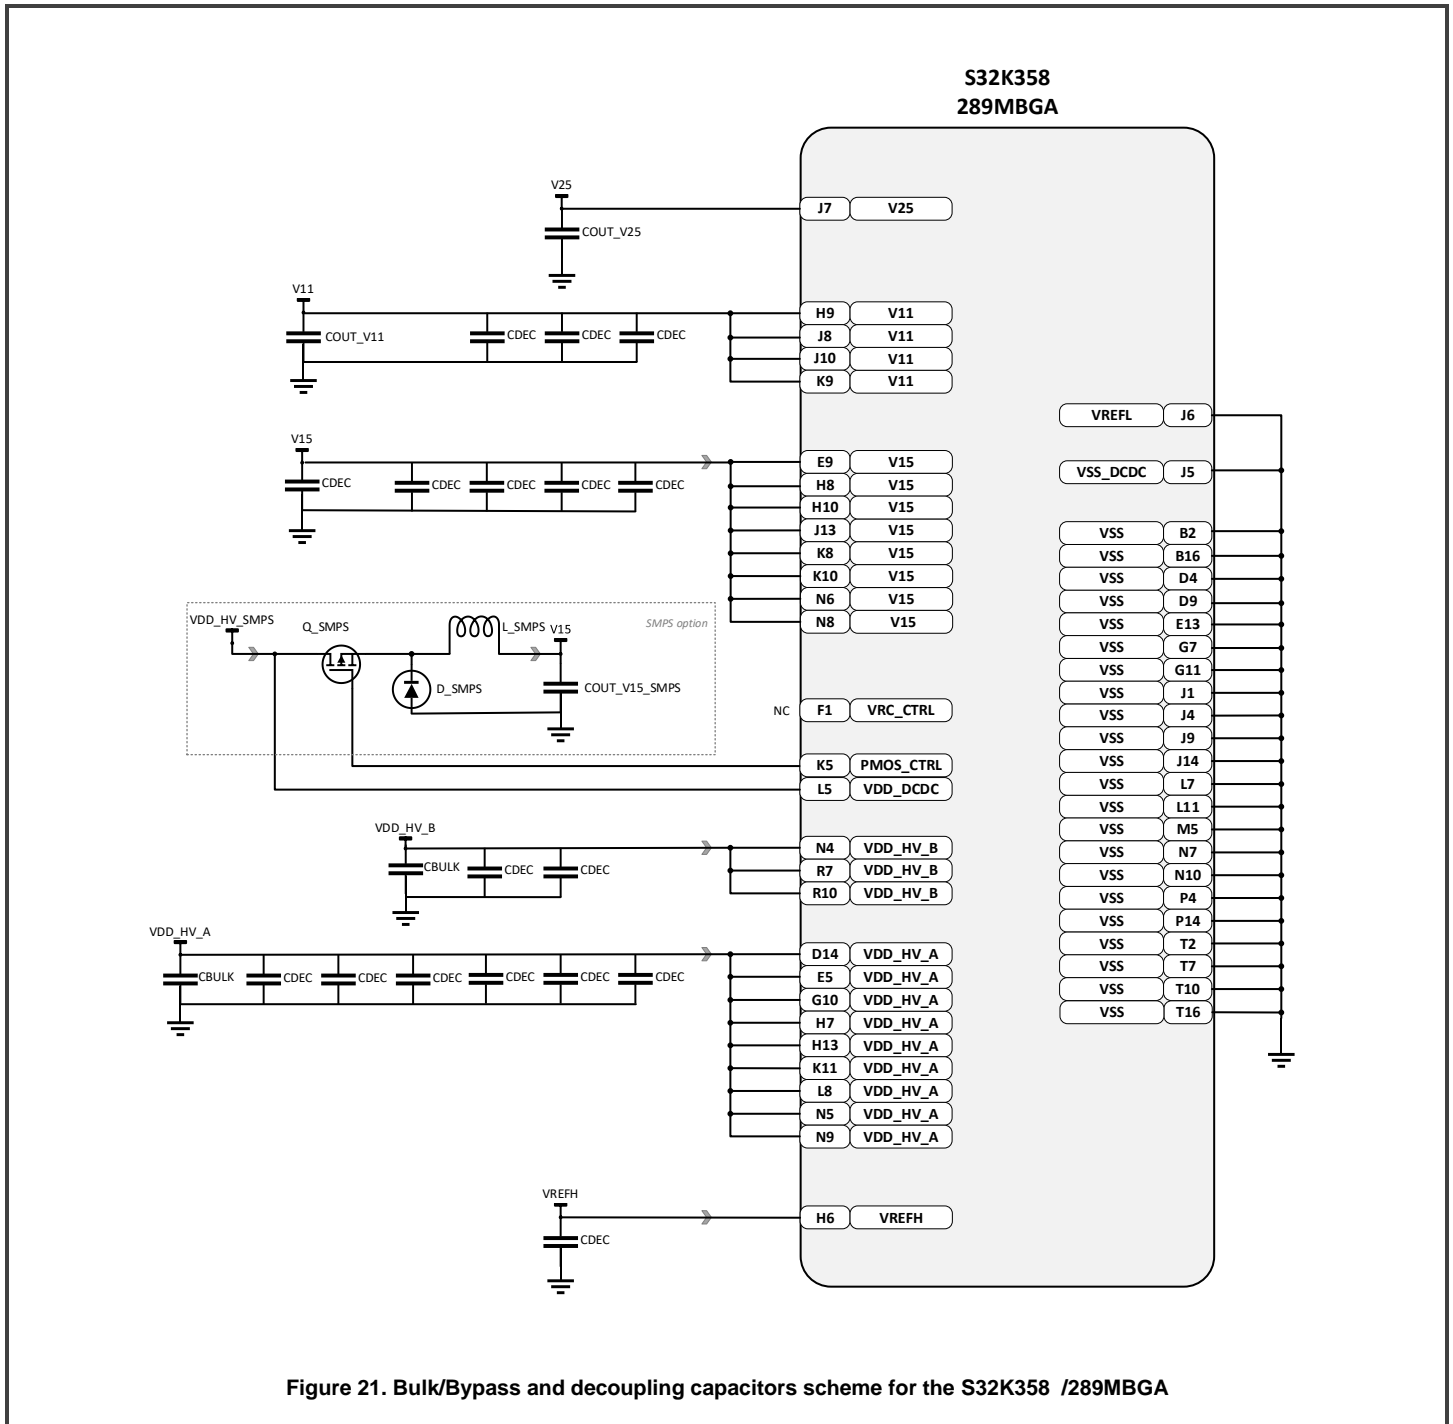 S32K358
289MBGA
V25
COUT_V25
J7 V25
V11
COUT_V11 CDEC CDEC CDEC
H9 V11
J8 V11
J10 V11
K9 V11
VREFL J6
VSS_DCDC J5
V15
CDEC CDEC CDEC CDEC CDEC
E9 V15
H8 V15
H10 V15
J13 V15
K8 V15
K10 V15
N6 V15
N8 V15
VSS B2
VSS B16
VSS D4
VSS D9
VSS E13
VSS G7
VSS G11
VSS J1
VSS J4
VSS J9
VSS J14
VSS L7
VSS L11
VSS M5
VSS N7
VSS N10
VSS P4
VSS P14
VSS T2
VSS T7
VSS T10
VSS T16
VDD_HV_SMPS Q_SMPS L_SMPS V15 SMPS option
D_SMPS COUT_V15_SMPS
NC F1 VRC_CTRL
K5 PMOS_CTRL
L5 VDD_DCDC
VDD_HV_B
CBULK CDEC CDEC
N4 VDD_HV_B
R7 VDD_HV_B
R10 VDD_HV_B
VDD_HV_A
CBULK CDEC CDEC CDEC CDEC CDEC CDEC
D14 VDD_HV_A
E5 VDD_HV_A
G10 VDD_HV_A
H7 VDD_HV_A
H13 VDD_HV_A
K11 VDD_HV_A
L8 VDD_HV_A
N5 VDD_HV_A
N9 VDD_HV_A
VREFH
CDEC
H6 VREFH
Figure 21. Bulk/Bypass and decoupling capacitors scheme for the S32K358 /289MBGA